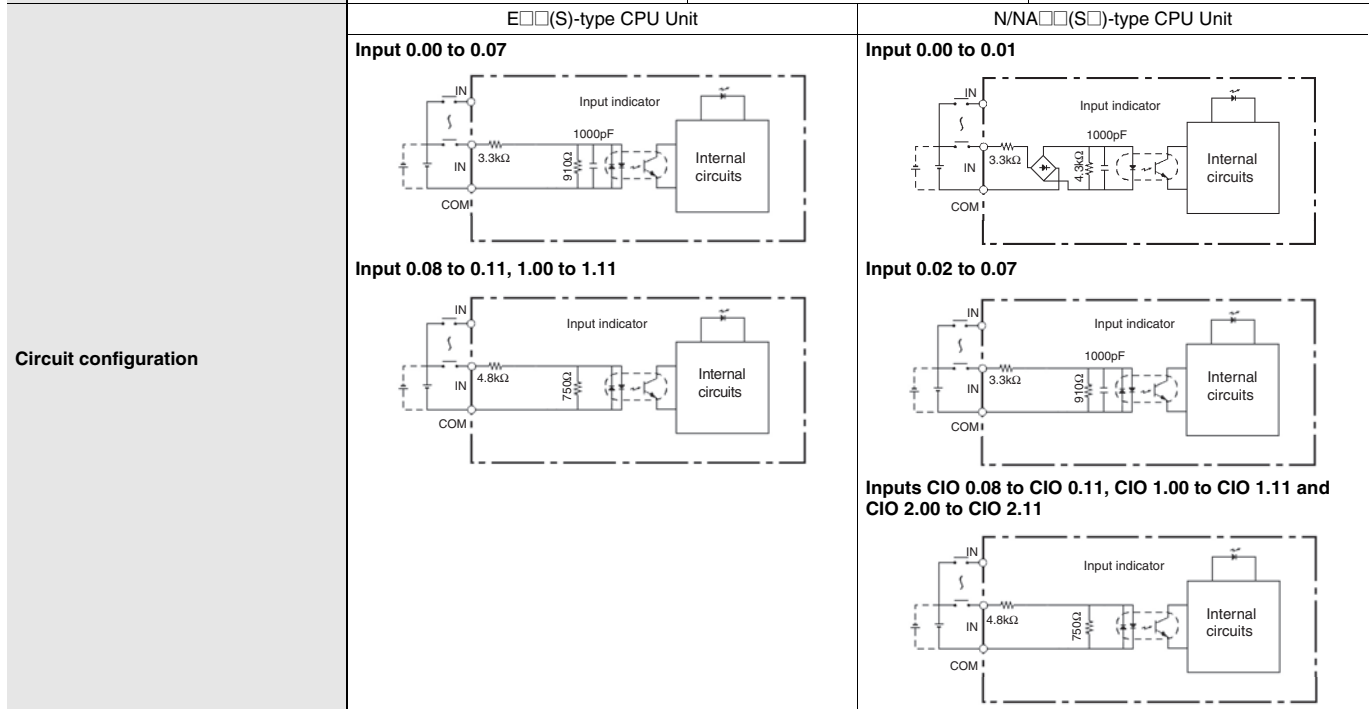 E□□(S)-type CPU Unit
N/NA□□(S□)-type CPU Unit
Circuit configuration
Input 0.00 to 0.07
IN
Input indicator
1000pF
3.3kΩ
910Ω
IN
COM
Internal
circuits
Input 0.08 to 0.11, 1.00 to 1.11
IN
Input indicator
4.8kΩ
750Ω
IN
COM
Internal
circuits
Input 0.00 to 0.01
IN
Input indicator
1000pF
3.3kΩ
4.3kΩ
IN
COM
Internal
circuits
Input 0.02 to 0.07
IN
Input indicator
1000pF
3.3kΩ
910Ω
IN
COM
Internal
circuits
Inputs CIO 0.08 to CIO 0.11, CIO 1.00 to CIO 1.11 and
CIO 2.00 to CIO 2.11
IN
Input indicator
4.8kΩ
750Ω
IN
COM
Internal
circuits